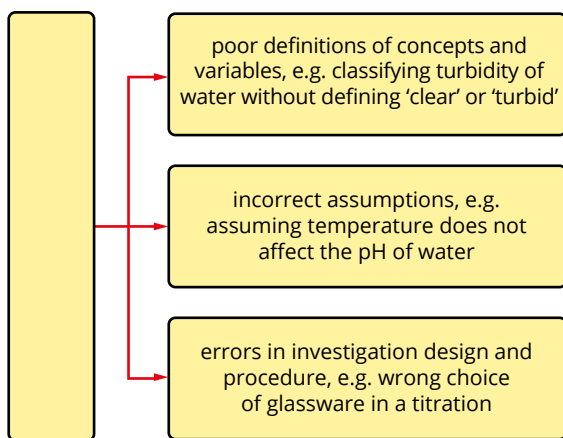 poor definitions of concepts and
variables, e.g. classifying turbidity of
water without defining ‘clear’ or ‘turbid’
incorrect assumptions, e.g.
assuming temperature does not
affect the pH of water
errors in investigation design and
procedure, e.g. wrong choice
of glassware in a titration